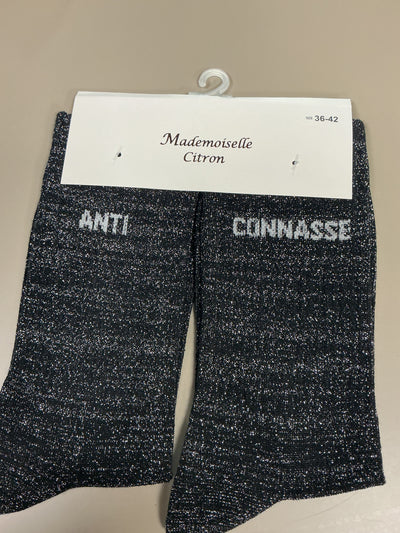 36-42
Mademoiselle
Citron
ANTI
CONNASSE